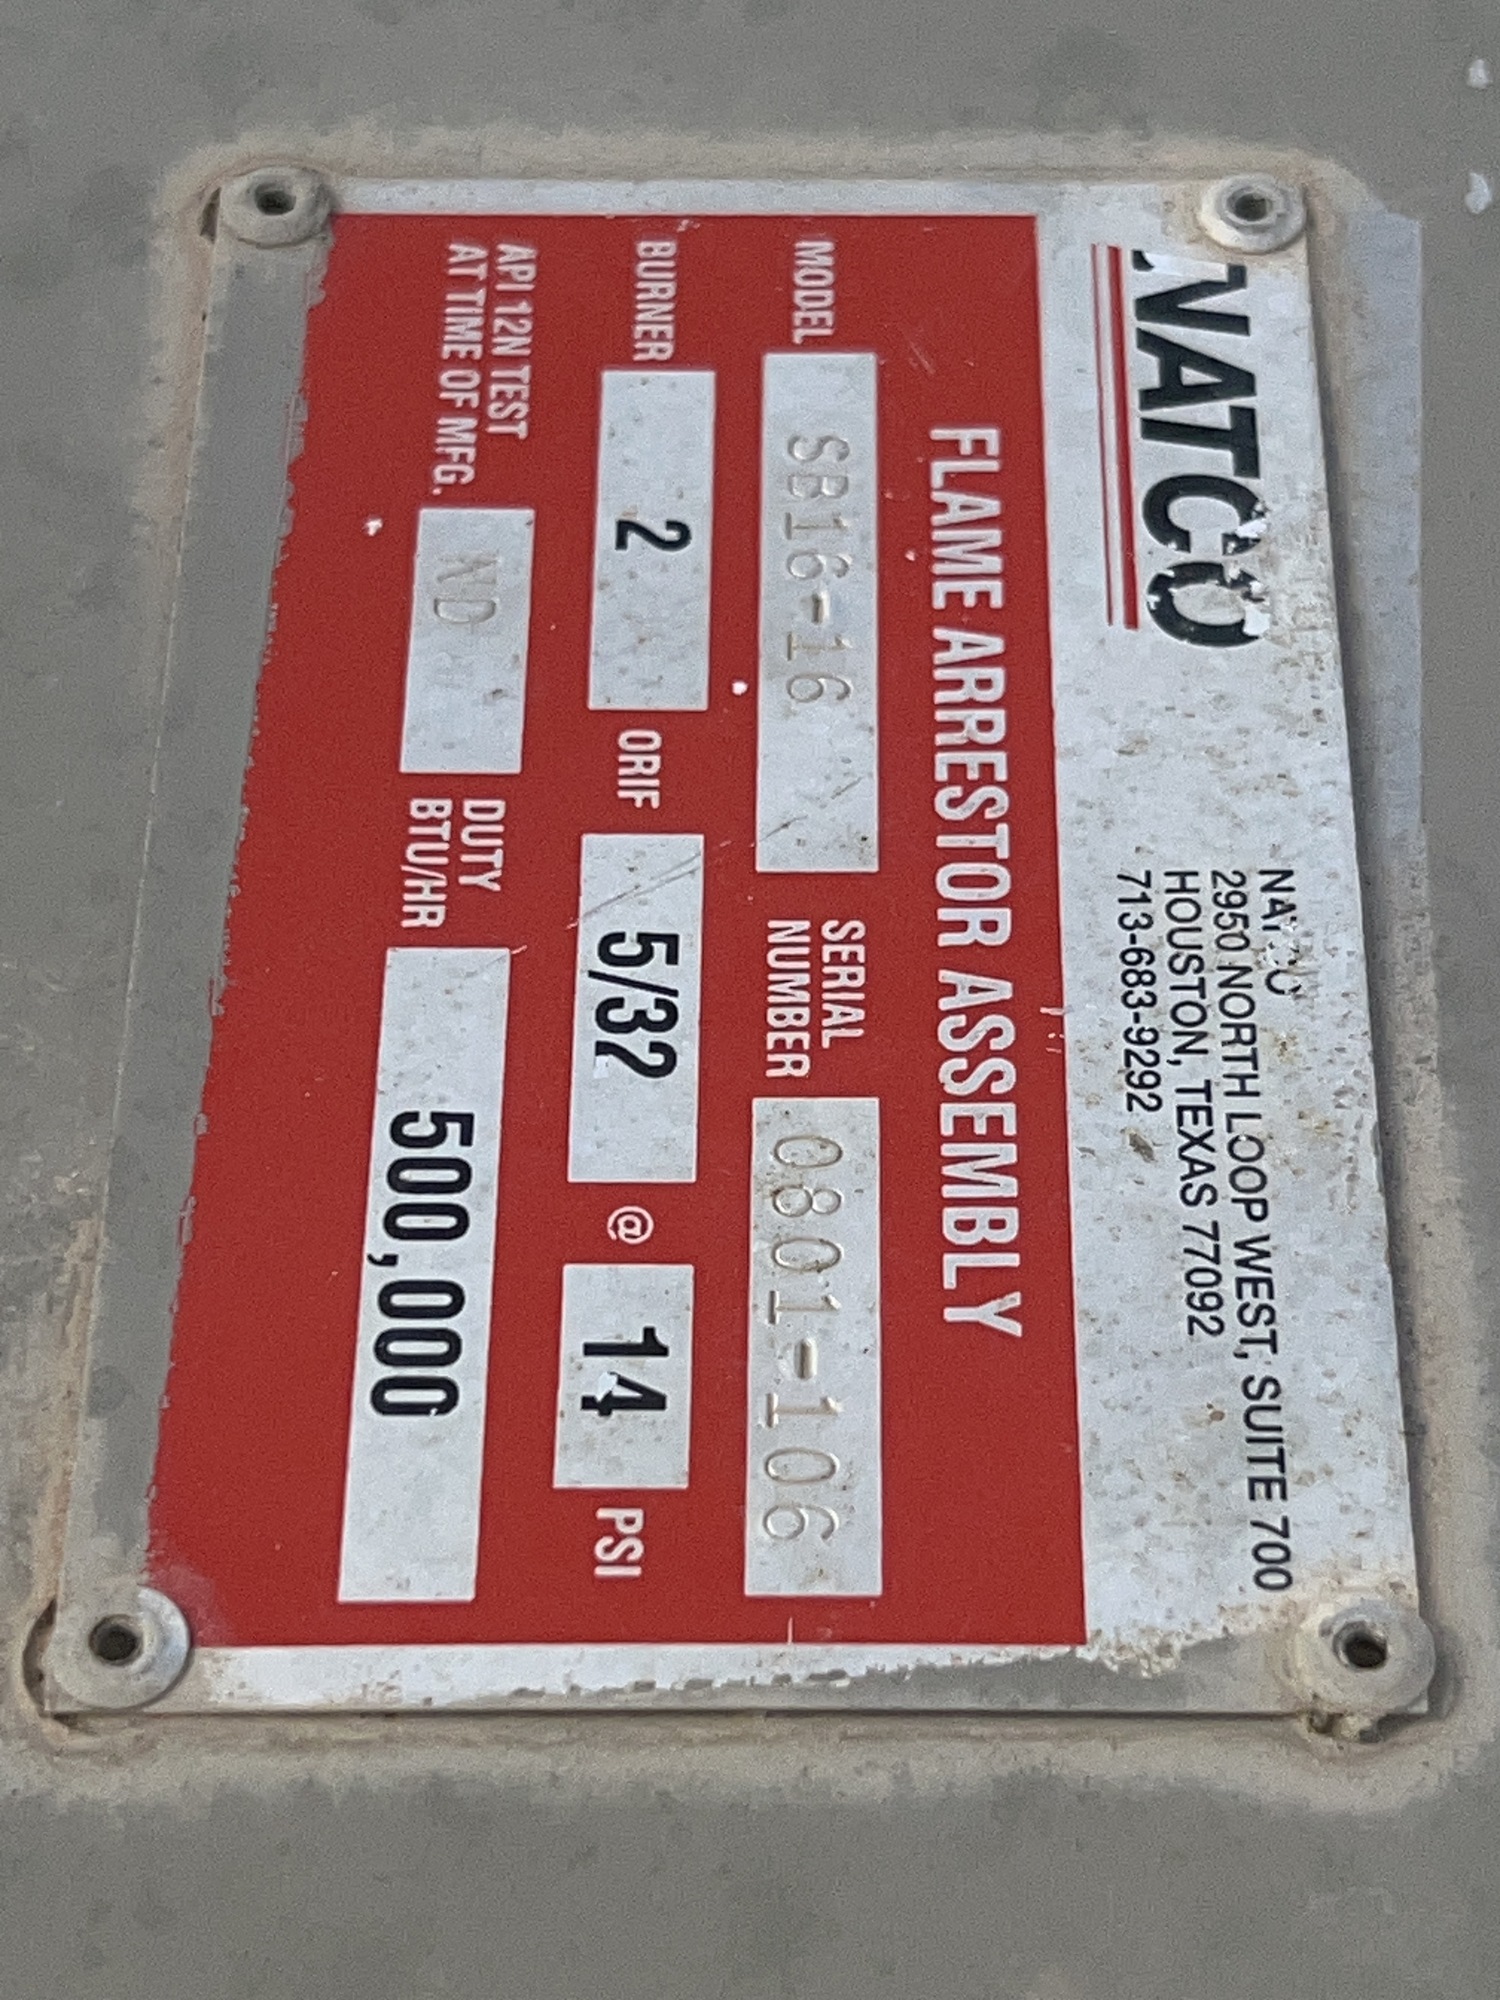 NATCO
NATCO
2950 NORTH LOOP WEST, SUITE 700
HOUSTON, TEXAS 77092
713-683-9292
FLAME ARRESTOR ASSEMBLY
MODEL SB16-16 SERIAL NUMBER 0801-106
BURNER 2 ORIF 5/32 @ 14 PSI
API 12N TEST AT TIME OF MFG. ND DUTY BTU/HR 500,000